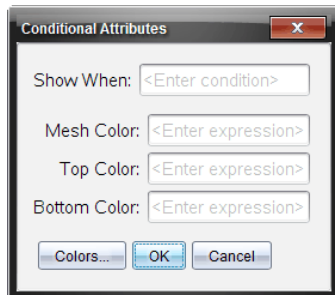 Conditional Attributes
Show When: <Enter condition>
Mesh Color: <Enter expression>
Top Color: <Enter expression>
Bottom Color: <Enter expression>
Colors... OK Cancel